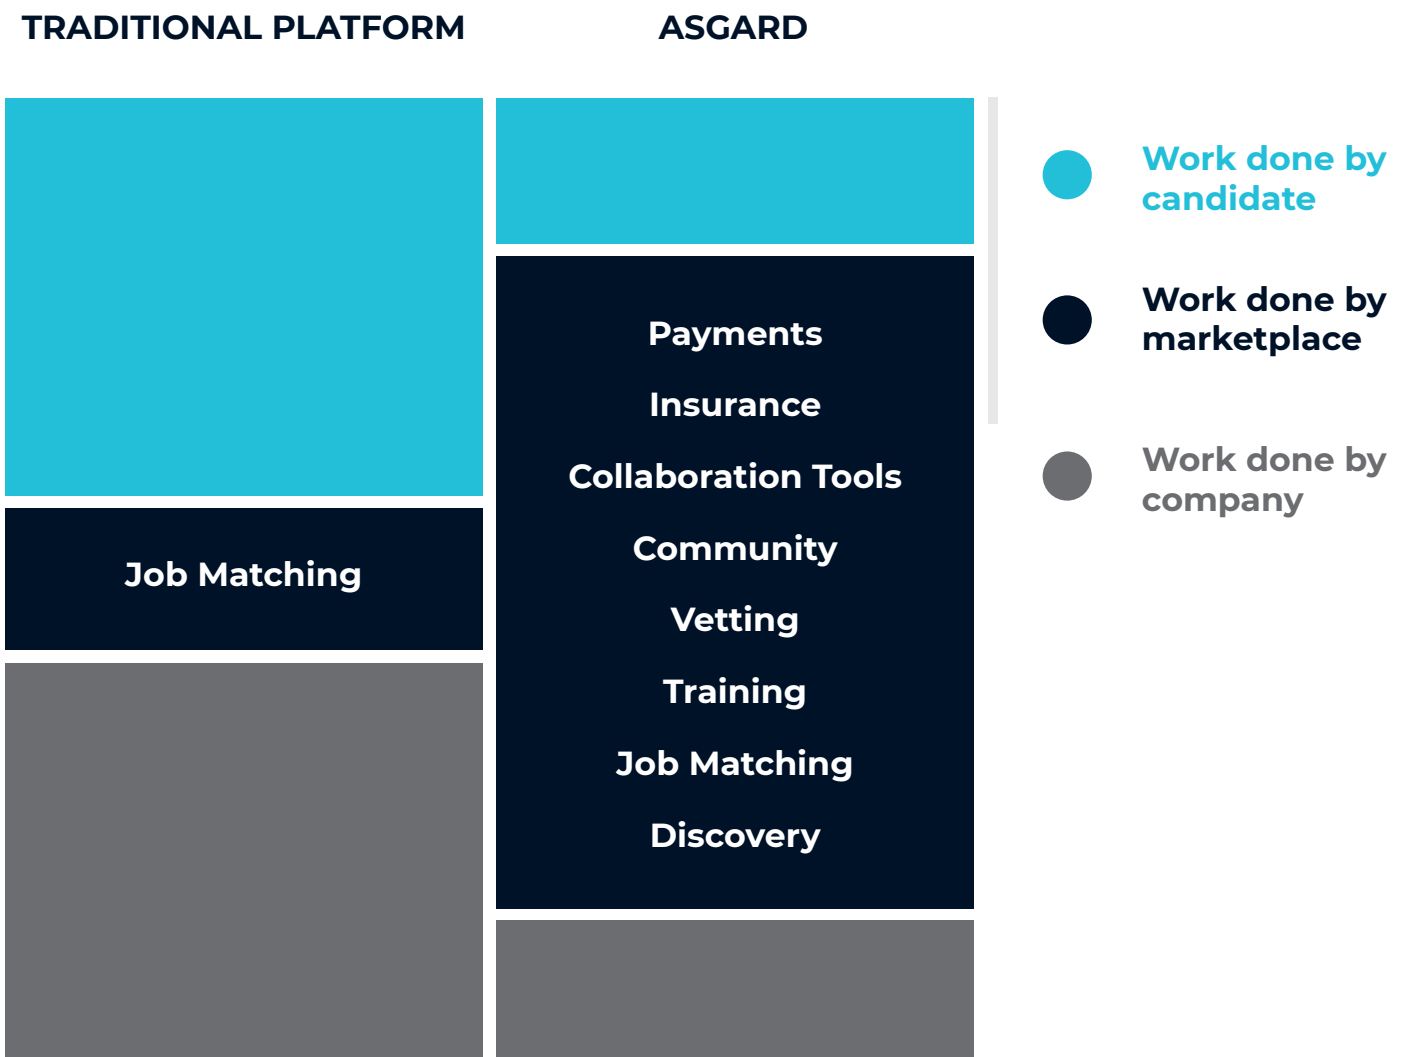 TRADITIONAL PLATFORM
ASGARD
Job Matching
Payments
Insurance
Collaboration Tools
Community
Vetting
Training
Job Matching
Discovery
Work done by
candidate
Work done by
marketplace
Work done by
company